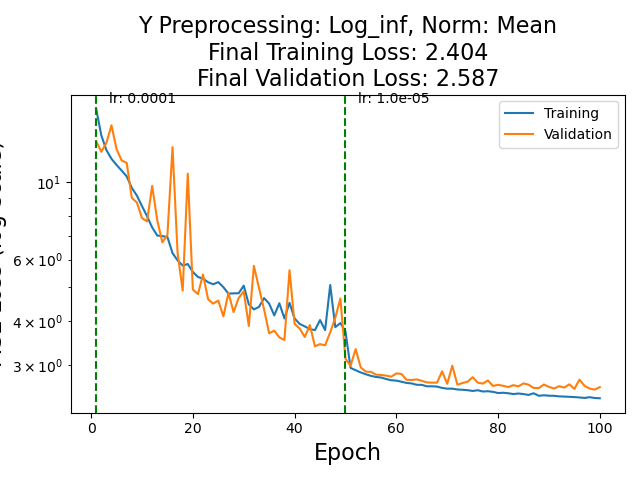 Y Preprocessing: Log_inf, Norm: Mean
Final Training Loss: 2.404
Final Validation Loss: 2.587
lr: 0.0001
lr: 1.0e-05
Training
Validation
10¹
6 × 10⁰
4 × 10⁰
3 × 10⁰
0
20
40
60
80
100
Epoch